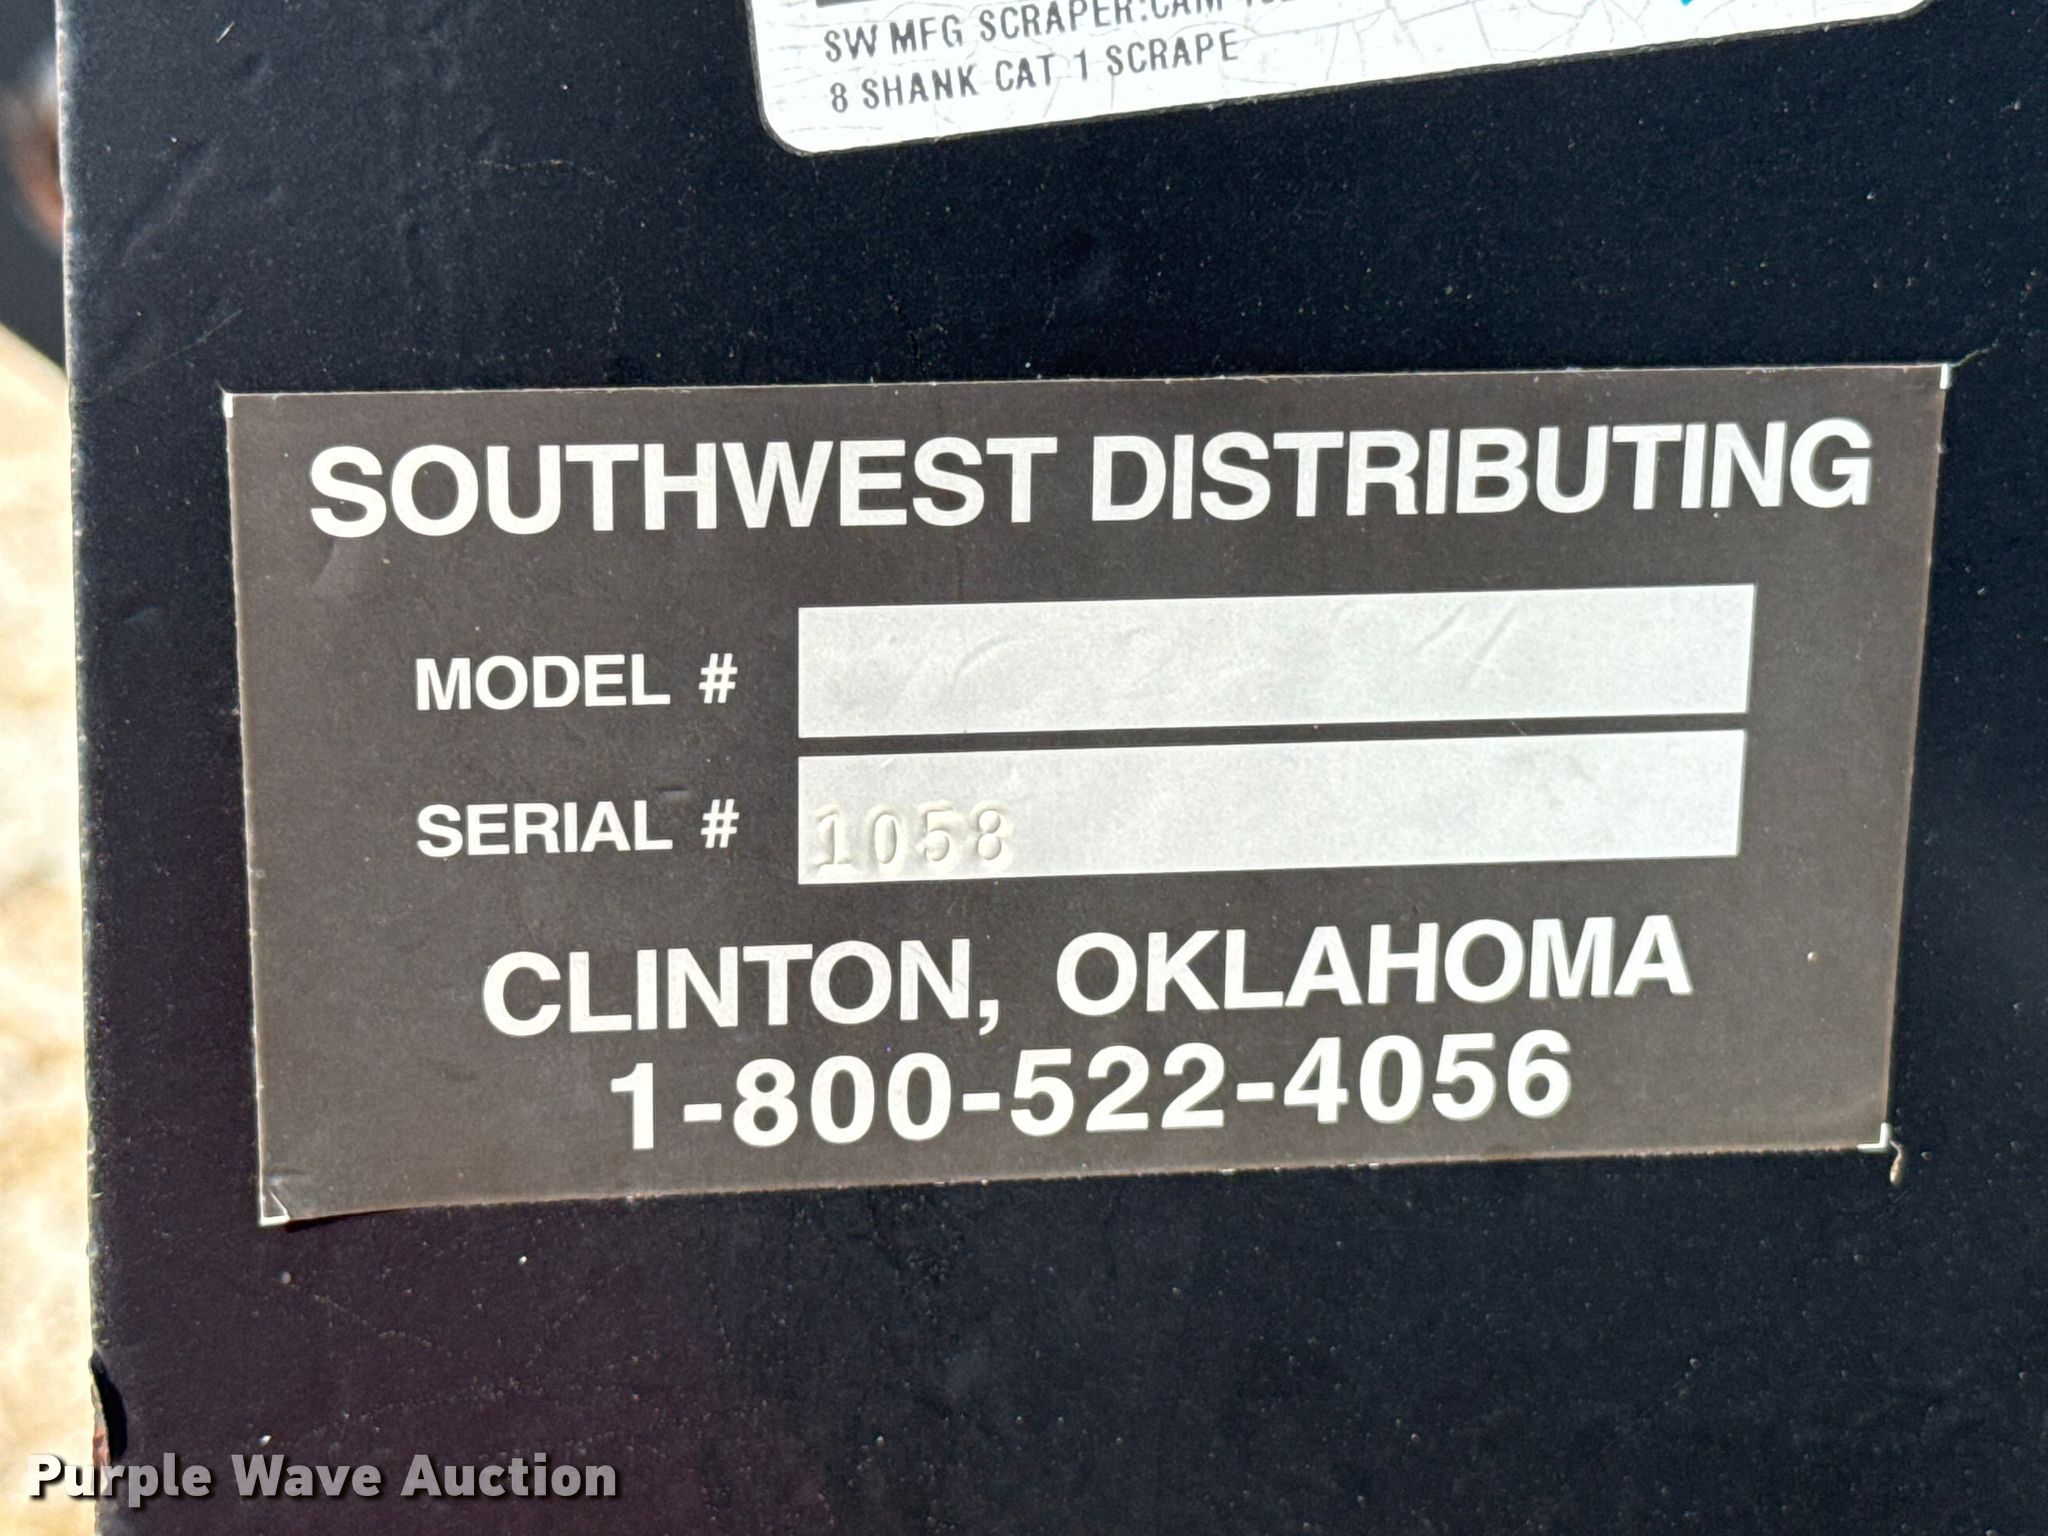 SW MFG SCRAPER:CAM
8 SHANK CAT 1 SCRAPE
SOUTHWEST DISTRIBUTING
MODEL #
SERIAL # 1058
CLINTON, OKLAHOMA
1-800-522-4056
Purple Wave Auction